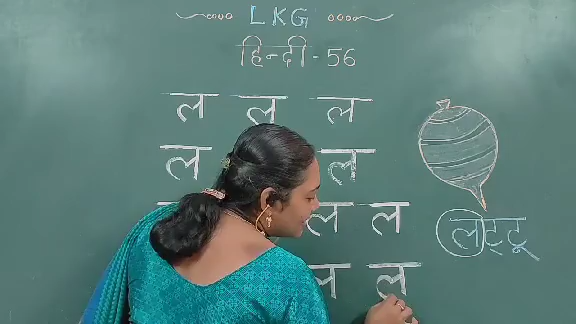 LKG
हिन्दी - 56
ल ल ल
ल ल
ल ल
लट्टू
ल ल